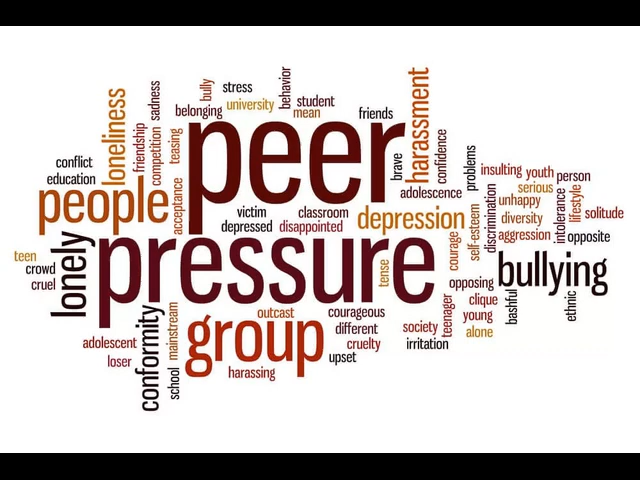 peer
pressure
group
people
bullying
lonely
conformity
loneliness
harassment
depression
sadness
bully
stress
behavior
belonging
university
student
mean
friends
friendship
competition
teasing
brave
confidence
adolescence
problems
conflict
education
acceptance
victim
depressed
classroom
disappointed
insulting
youth
person
serious
unhappy
diversity
aggression
discrimination
self-esteem
courage
intolerance
lifestyle
solitude
opposite
teen
crowd
cruel
tense
opposing
clique
young
alone
teenager
bashful
ethnic
adolescent
loser
mainstream
school
outcast
courageous
different
cruelty
upset
harassing
society
irritation